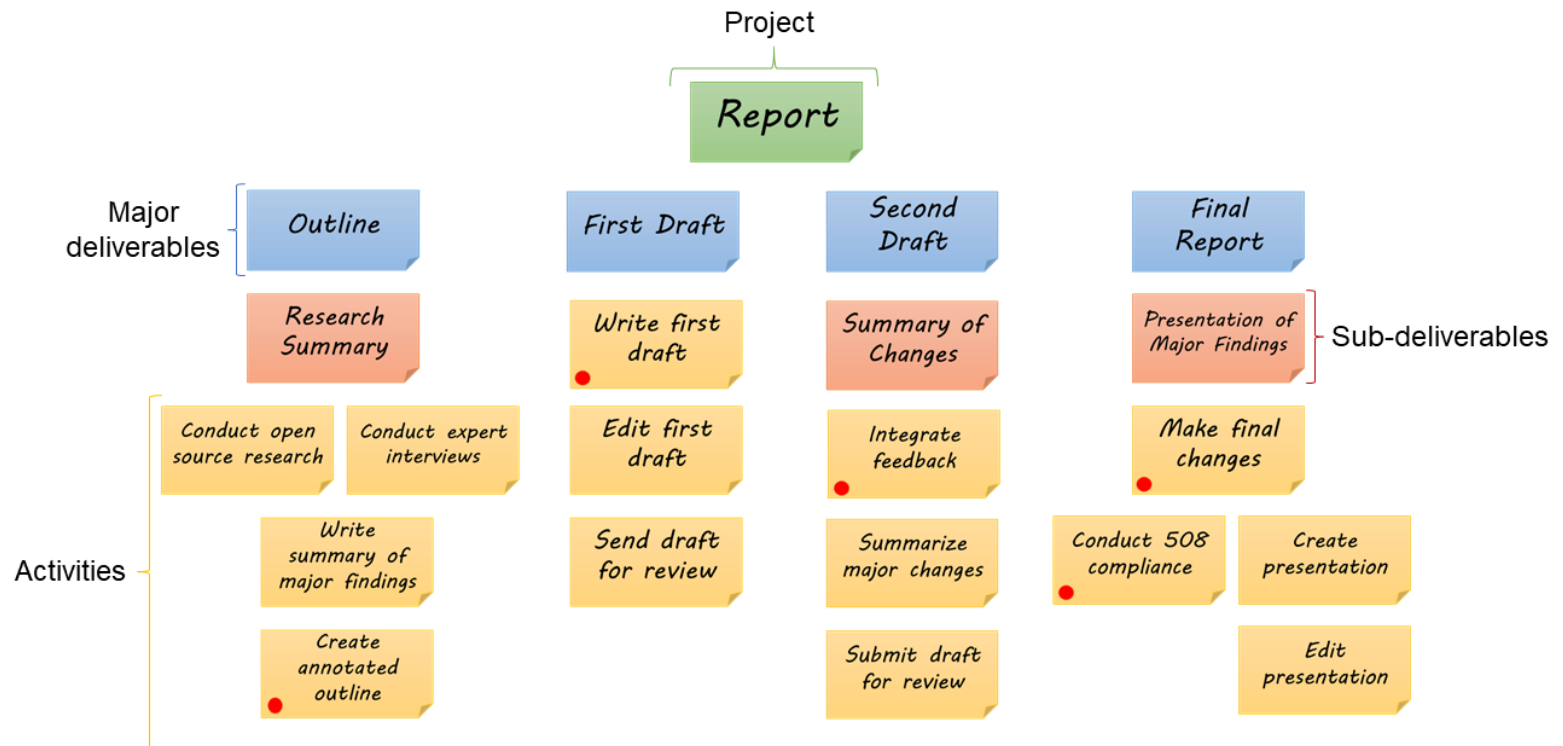 Project
Report
Major
deliverables
Outline
First Draft
Second
Draft
Final
Report
Research
Summary
Write first
draft
Summary of
Changes
Presentation of
Major Findings
Sub-deliverables
Activities
Conduct open
source research
Conduct expert
interviews
Edit first
draft
Integrate
feedback
Make final
changes
Write
summary of
major findings
Send draft
for review
Summarize
major changes
Conduct 508
compliance
Create
presentation
Create
annotated
outline
Submit draft
for review
Edit
presentation